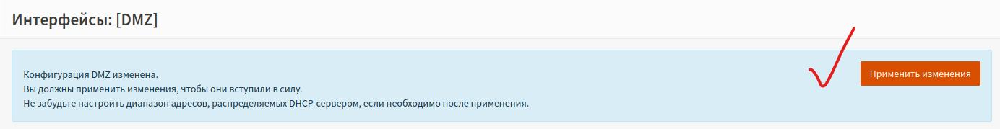 Интерфейсы: [DMZ]
Конфигурация DMZ изменена.
Применить изменения
Вы должны применить изменения, чтобы они вступили в силу.
Не забудьте настроить диапазон адресов, распределяемых DHCP-сервером, если необходимо после применения.